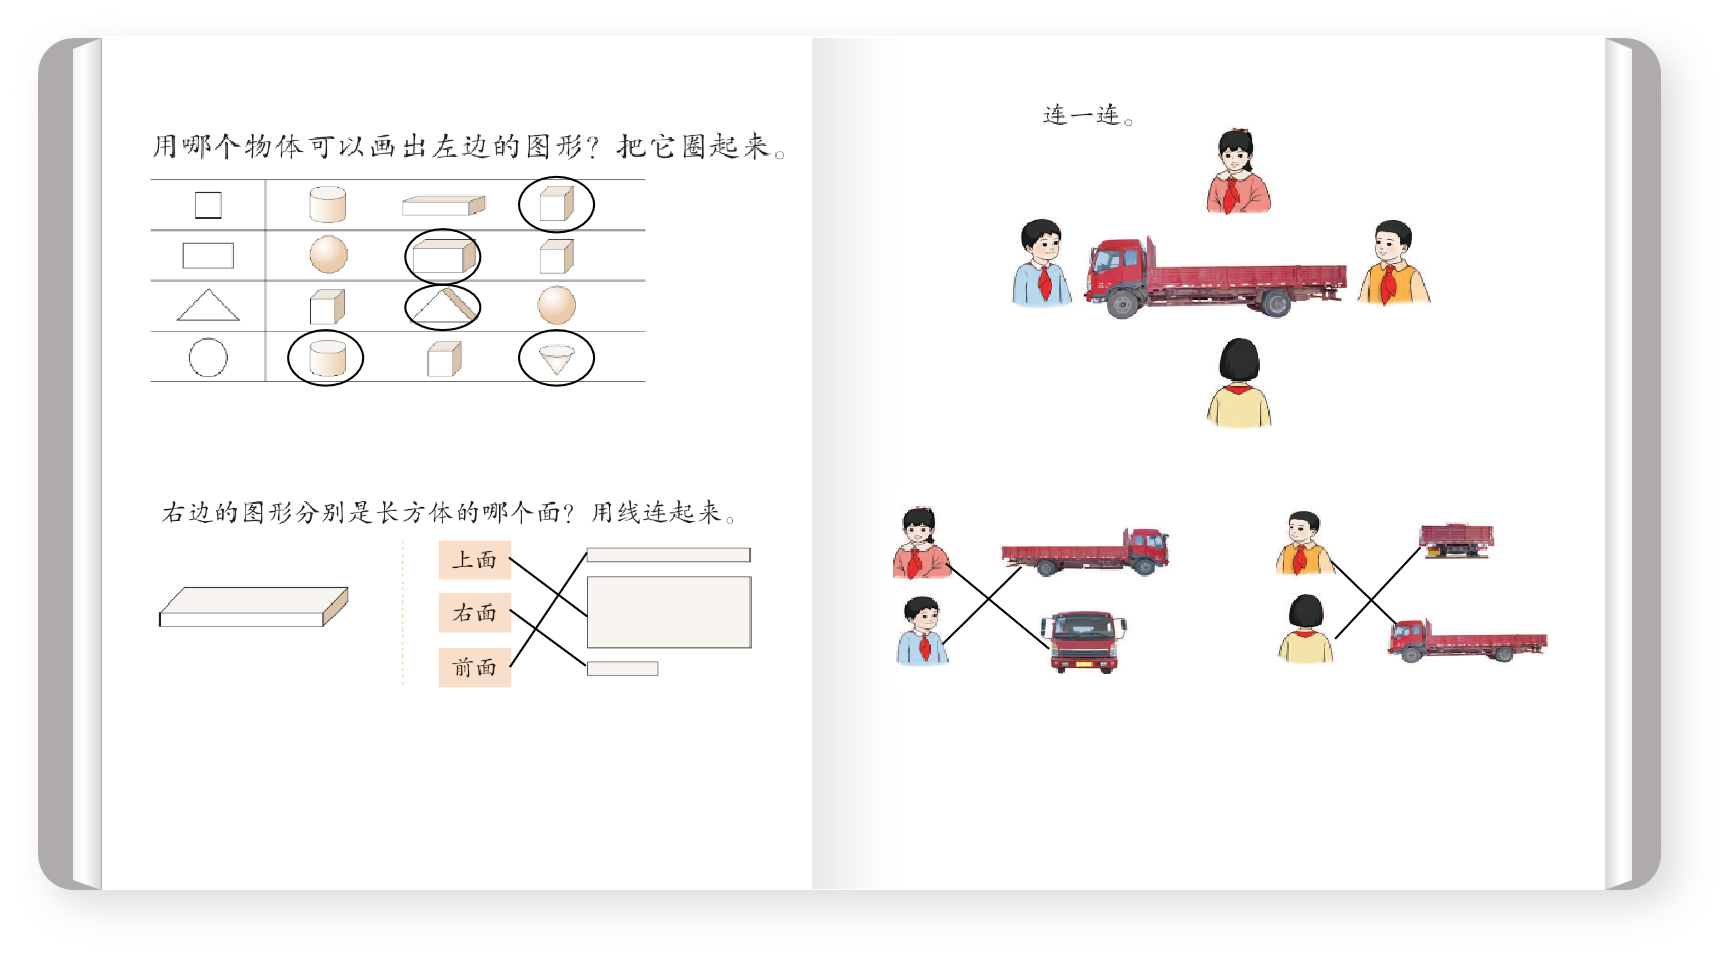 用哪个物体可以画出左边的图形？把它圈起来。
右边的图形分别是长方体的哪个面？用线连起来。
上面
右面
前面
连一连。